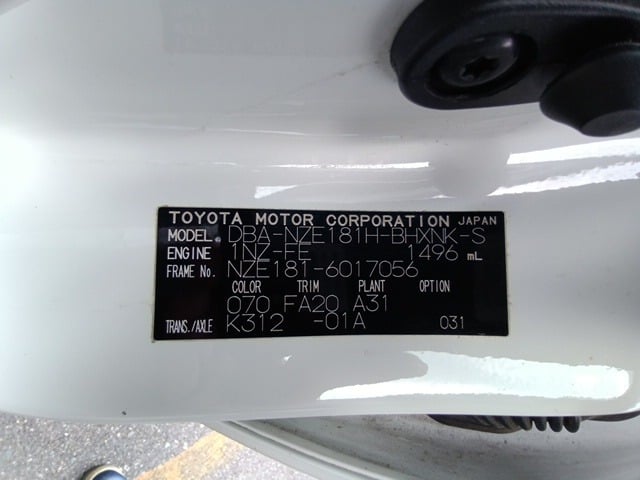 TOYOTA MOTOR CORPORATION JAPAN
MODEL DBA-NZE181H-BHXNK-S
ENGINE 1NZ-FE 1496 mL
FRAME No. NZE181-6017056
COLOR TRIM PLANT OPTION
070 FA20 A31
TRANS./AXLE K312 -01A 031